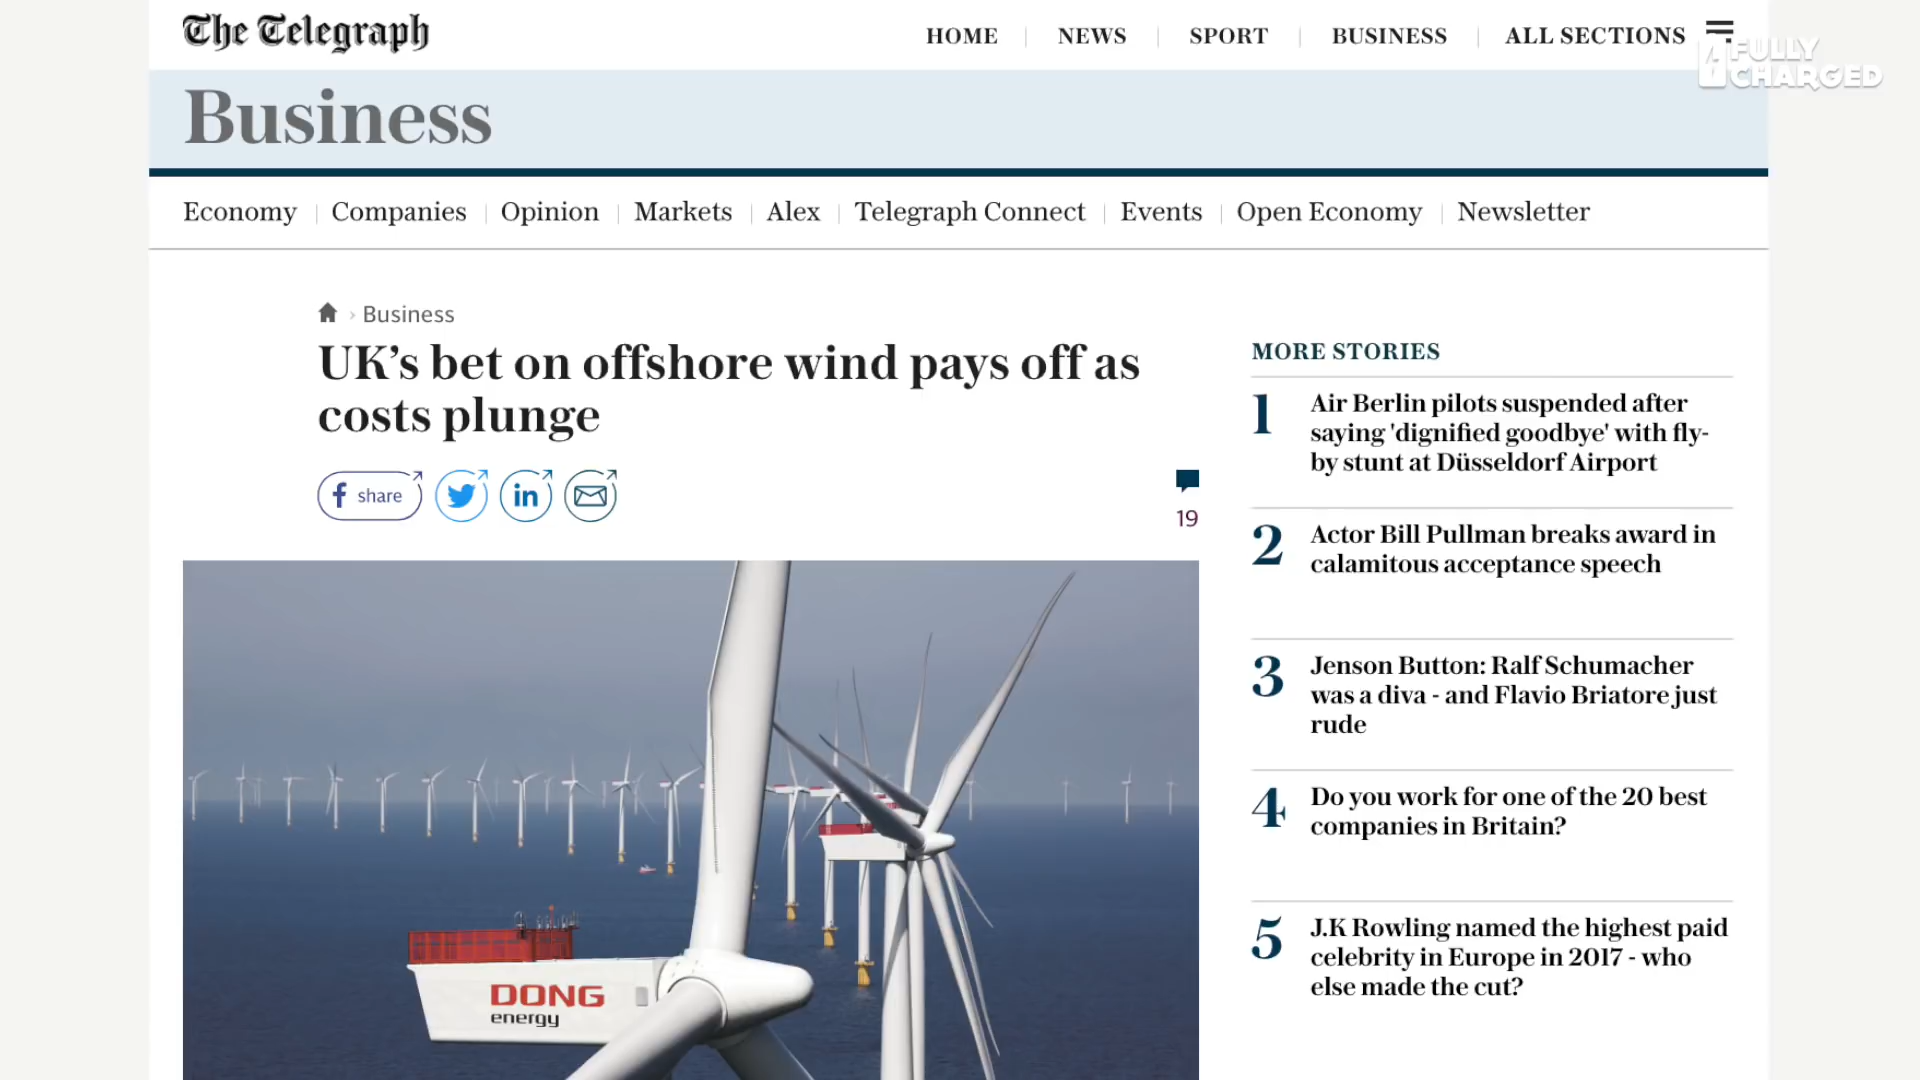 The Telegraph
HOME
NEWS
SPORT
BUSINESS
ALL SECTIONS
FULLY
CHARGED
Business
Economy
Companies
Opinion
Markets
Alex
Telegraph Connect
Events
Open Economy
Newsletter
› Business
UK’s bet on offshore wind pays off as
costs plunge
share
19
MORE STORIES
1
Air Berlin pilots suspended after
saying 'dignified goodbye' with fly-
by stunt at Düsseldorf Airport
2
Actor Bill Pullman breaks award in
calamitous acceptance speech
3
Jenson Button: Ralf Schumacher
was a diva - and Flavio Briatore just
rude
4
Do you work for one of the 20 best
companies in Britain?
5
J.K Rowling named the highest paid
celebrity in Europe in 2017 - who
else made the cut?
DONG
energy